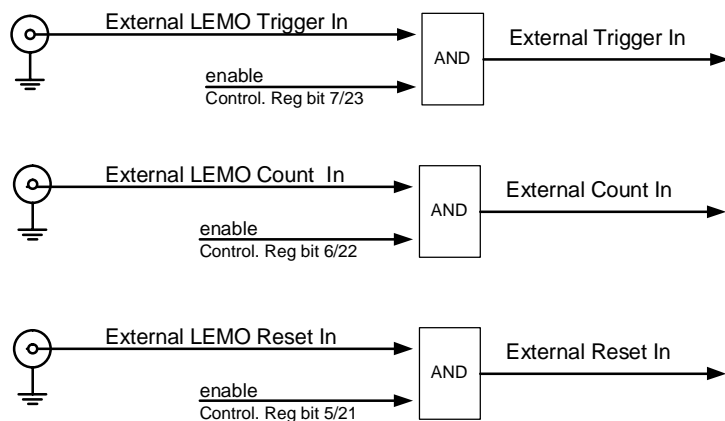 External LEMO Trigger In
AND
External Trigger In
enable
Control. Reg bit 7/23
External LEMO Count In
AND
External Count In
enable
Control. Reg bit 6/22
External LEMO Reset In
AND
External Reset In
enable
Control. Reg bit 5/21